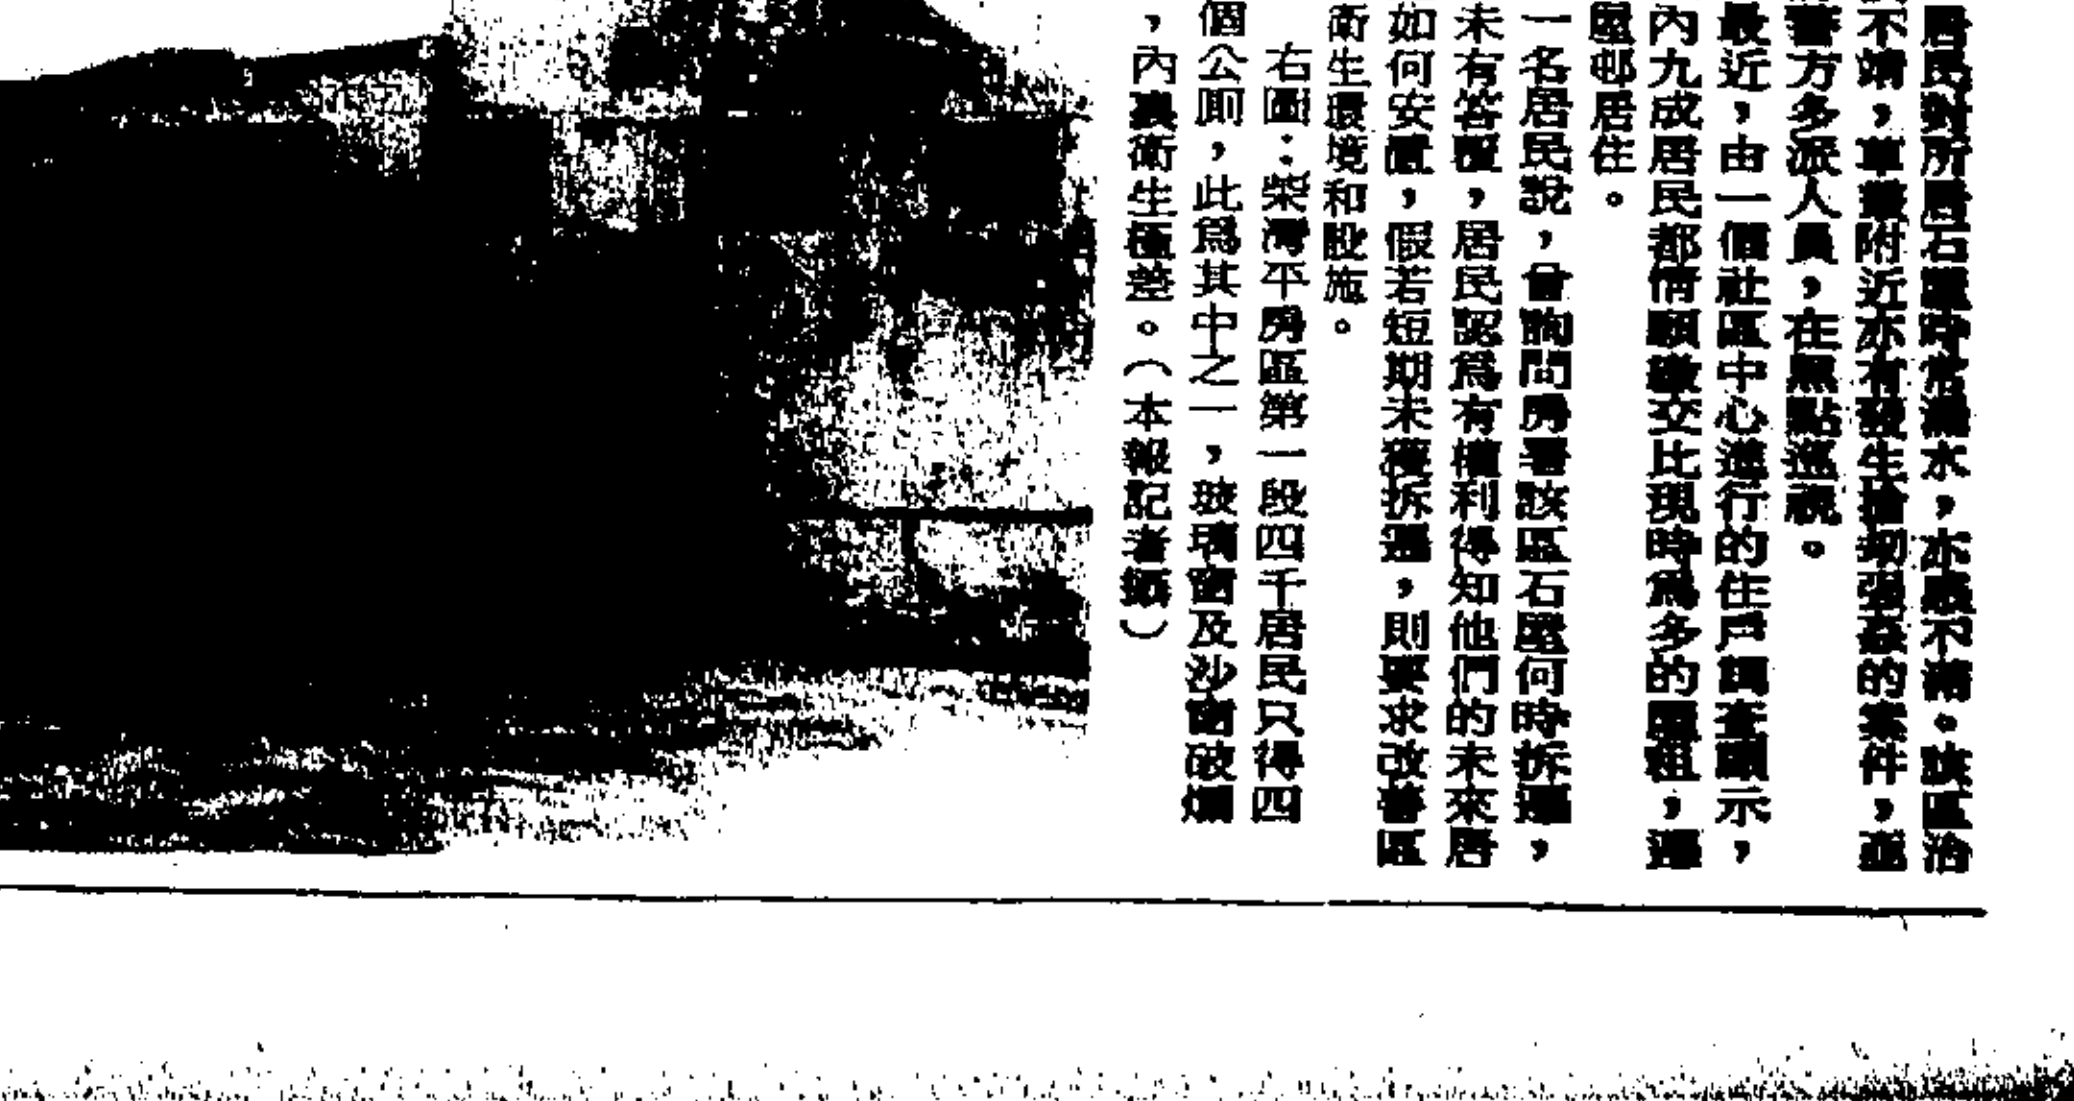 居民對所居石屋時常漏水,亦感不滿。該區治
不靖,草叢附近亦有發生搶刧強姦的案件,並
警方多派人員,在黑點巡視。
最近,由一個社區中心進行的住戶調查顯示,
內九成居民都情願繳交比現時為多的屋租,遷
屋邨居住。
一名居民說,曾詢問房署該區石屋何時拆遷,
未有答覆,居民認為有權利得知他們的未來居
如何安置,假若短期未獲拆遷,則要求改善區
衛生環境和設施。
右圖:柴灣平房區第一段四千居民只得四
個公厠,此為其中之一,玻璃窗及沙窗破爛
,內裏衛生極差。(本報記者攝)